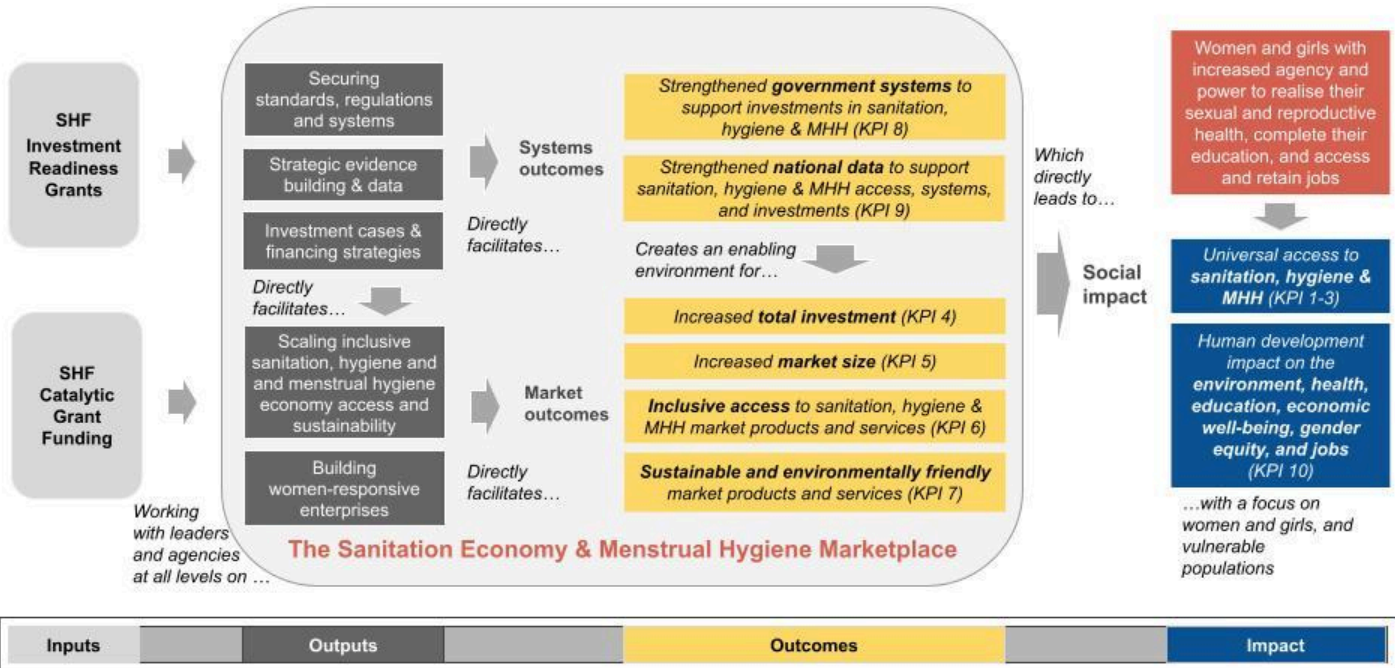 SHF
Investment
Readiness
Grants
SHF
Catalytic
Grant
Funding
Working
with leaders
and agencies
at all levels on …
Securing
standards, regulations
and systems
Strategic evidence
building & data
Investment cases &
financing strategies
Directly
facilitates…
Scaling inclusive
sanitation, hygiene and
and menstrual hygiene
economy access and
sustainability
Building
women-responsive
enterprises
Systems
outcomes
Directly
facilitates…
Market
outcomes
Directly
facilitates…
Strengthened government systems to
support investments in sanitation,
hygiene & MHH (KPI 8)
Strengthened national data to support
sanitation, hygiene & MHH access, systems,
and investments (KPI 9)
Creates an enabling
environment for…
Increased total investment (KPI 4)
Increased market size (KPI 5)
Inclusive access to sanitation, hygiene &
MHH market products and services (KPI 6)
Sustainable and environmentally friendly
market products and services (KPI 7)
The Sanitation Economy & Menstrual Hygiene Marketplace
Which
directly
leads to…
Social
impact
Women and girls with
increased agency and
power to realise their
sexual and reproductive
health, complete their
education, and access
and retain jobs
Universal access to
sanitation, hygiene &
MHH (KPI 1-3)
Human development
impact on the
environment, health,
education, economic
well-being, gender
equity, and jobs
(KPI 10)
…with a focus on
women and girls, and
vulnerable
populations
Inputs
Outputs
Outcomes
Impact